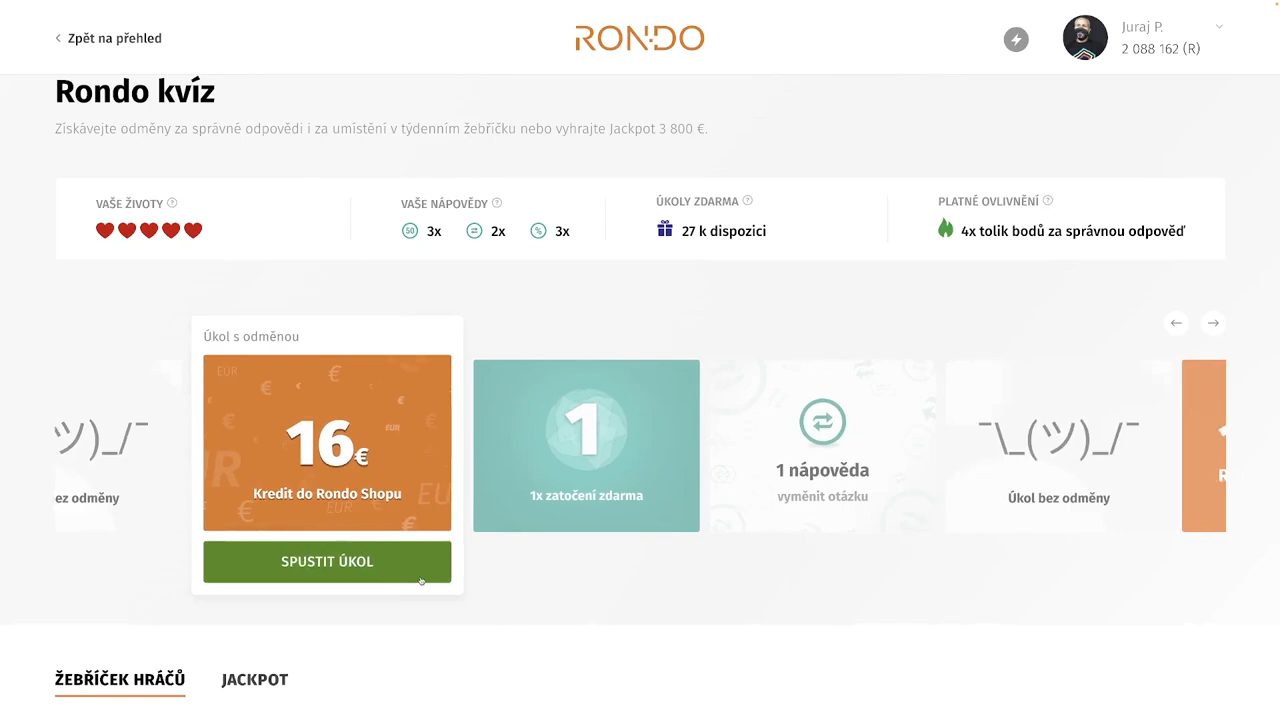 Zpět na přehled
RONDO
Juraj P.
2 088 162 (R)
Rondo kvíz
Získávejte odměny za správné odpovědi i za umístění v týdenním žebříčku nebo vyhrajte Jackpot 3 800 €.
VAŠE ŽIVOTY ?
VAŠE NÁPOVĚDY ?
50 3x 2x % 3x
ÚKOLY ZDARMA ?
27 k dispozici
PLATNÉ OVLIVNĚNÍ ?
4x tolik bodů za správnou odpověď
ツ)_/¯
ez odměny
Úkol s odměnou
EUR
16€
EUR
Kredit do Rondo Shopu
EUR
SPUSTIT ÚKOL
1
1x zatočení zdarma
1 nápověda
vyměnit otázku
¯\_(ツ)_/¯
Úkol bez odměny
ŽEBŘÍČEK HRÁČŮ
JACKPOT